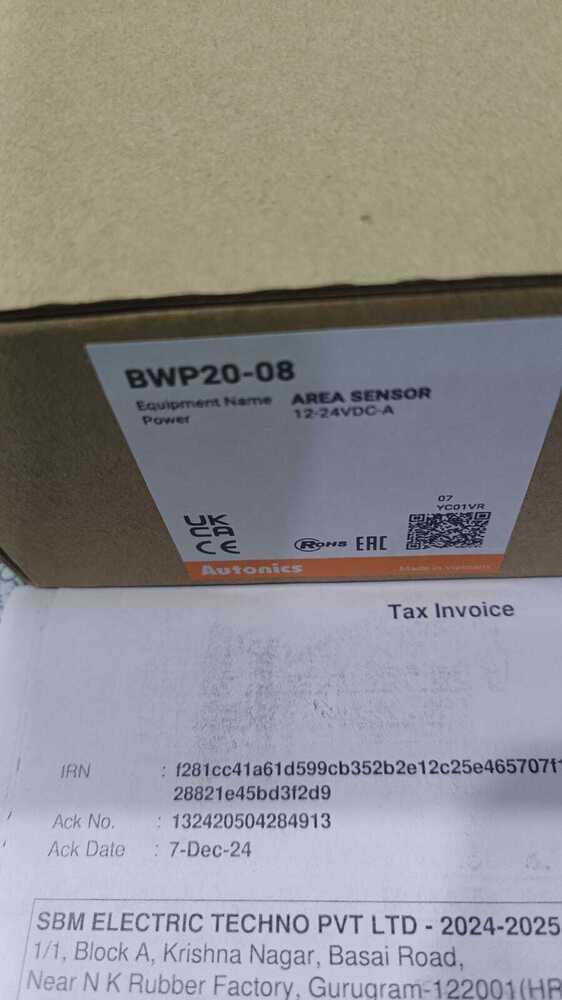 BWP20-08
Equipment Name AREA SENSOR
Power 12-24VDC-A
07
YC01VR
UK
CA
CE
RoHS EAC
Autonics Made in Vietnam
Tax Invoice
IRN : f281cc41a61d599cb352b2e12c25e465707f1
28821e45bd3f2d9
Ack No. : 132420504284913
Ack Date : 7-Dec-24
SBM ELECTRIC TECHNO PVT LTD - 2024-2025
1/1, Block A, Krishna Nagar, Basai Road,
Near N K Rubber Factory, Gurugram-122001(HR